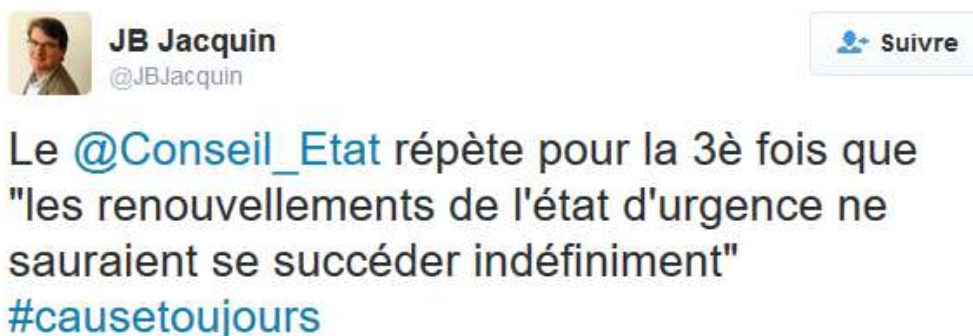 JB Jacquin
@JBJacquin
Suivre
Le @Conseil_Etat répète pour la 3è fois que
"les renouvellements de l'état d'urgence ne
sauraient se succéder indéfiniment"
#causetoujours